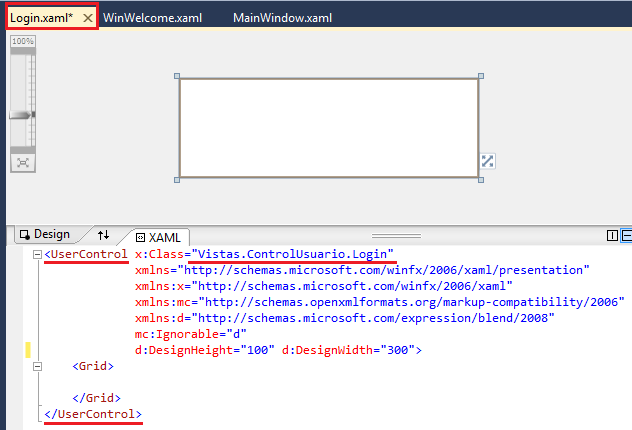 Login.xaml* WinWelcome.xaml MainWindow.xaml
100%
Design XAML
<UserControl x:Class="Vistas.ControlUsuario.Login"
xmlns="http://schemas.microsoft.com/winfx/2006/xaml/presentation"
xmlns:x="http://schemas.microsoft.com/winfx/2006/xaml"
xmlns:mc="http://schemas.openxmlformats.org/markup-compatibility/2006"
xmlns:d="http://schemas.microsoft.com/expression/blend/2008"
mc:Ignorable="d"
d:DesignHeight="100" d:DesignWidth="300">
<Grid>
</Grid>
</UserControl>